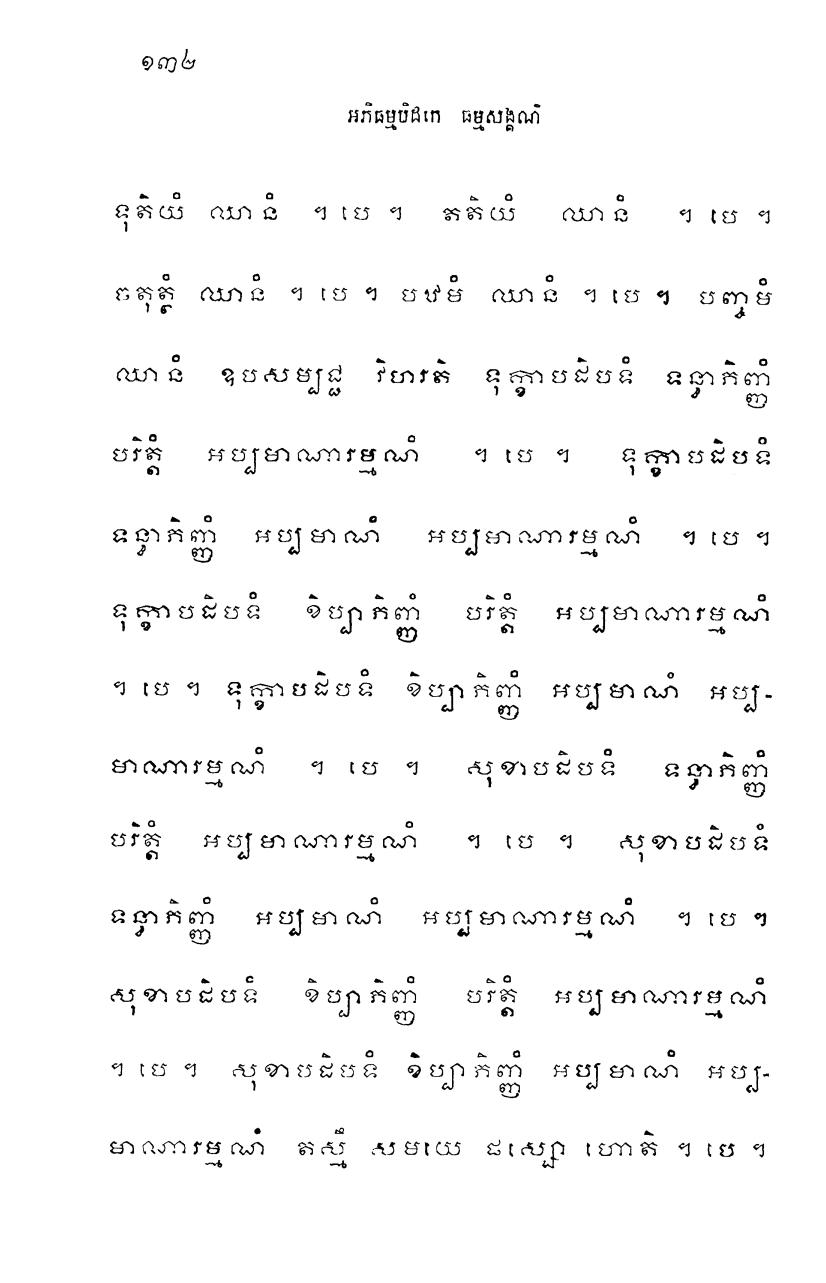 ១៣២
អភិធម្មបិដកេ ធម្មសង្គណិ
ទុតិយំ ឈានំ ។ បេ ។ តតិយំ ឈានំ ។ បេ ។
ចតុត្ថំ ឈានំ ។ បេ ។ បឋមំ ឈានំ ។ បេ ។ បញ្ចមំ
ឈានំ ឧបសម្បជ្ជ វិហរតិ ទុក្ខាបដិបទំ ទន្ធាភិញ្ញំ
បរិត្តំ អប្បមាណារម្មណំ ។ បេ ។ ទុក្ខាបដិបទំ
ទន្ធាភិញ្ញំ អប្បមាណំ អប្បមាណារម្មណំ ។ បេ ។
ទុក្ខាបដិបទំ ខិប្បាភិញ្ញំ បរិត្តំ អប្បមាណារម្មណំ
។ បេ ។ ទុក្ខាបដិបទំ ខិប្បាភិញ្ញំ អប្បមាណំ អប្ប-
មាណារម្មណំ ។ បេ ។ សុខាបដិបទំ ទន្ធាភិញ្ញំ
បរិត្តំ អប្បមាណារម្មណំ ។ បេ ។ សុខាបដិបទំ
ទន្ធាភិញ្ញំ អប្បមាណំ អប្បមាណារម្មណំ ។ បេ ។
សុខាបដិបទំ ខិប្បាភិញ្ញំ បរិត្តំ អប្បមាណារម្មណំ
។ បេ ។ សុខាបដិបទំ ខិប្បាភិញ្ញំ អប្បមាណំ អប្ប-
មាណារម្មណំ តស្មឹ សមយេ ផស្សោ ហោតិ ។ បេ ។